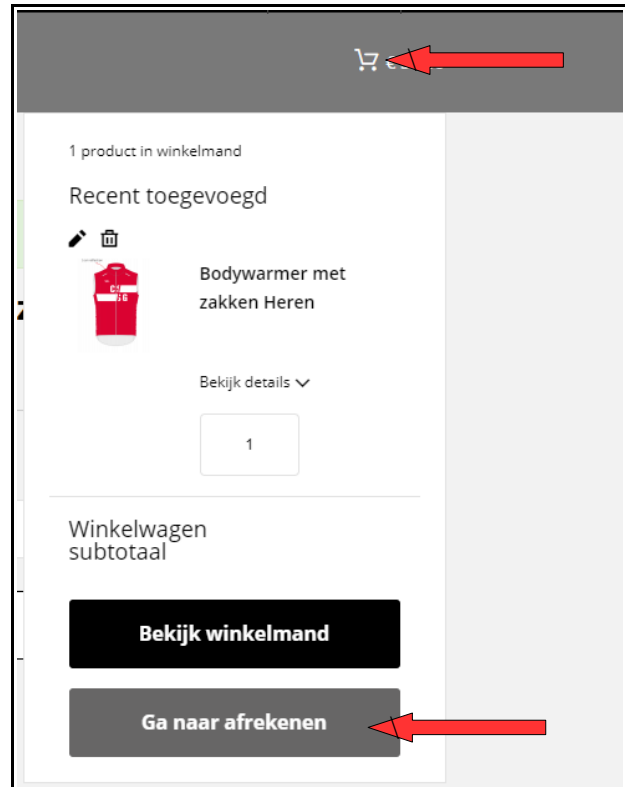 €
1 product in winkelmand
Recent toegevoegd
Bodywarmer met
zakken Heren
Bekijk details
1
Winkelwagen
subtotaal
Bekijk winkelmand
Ga naar afrekenen